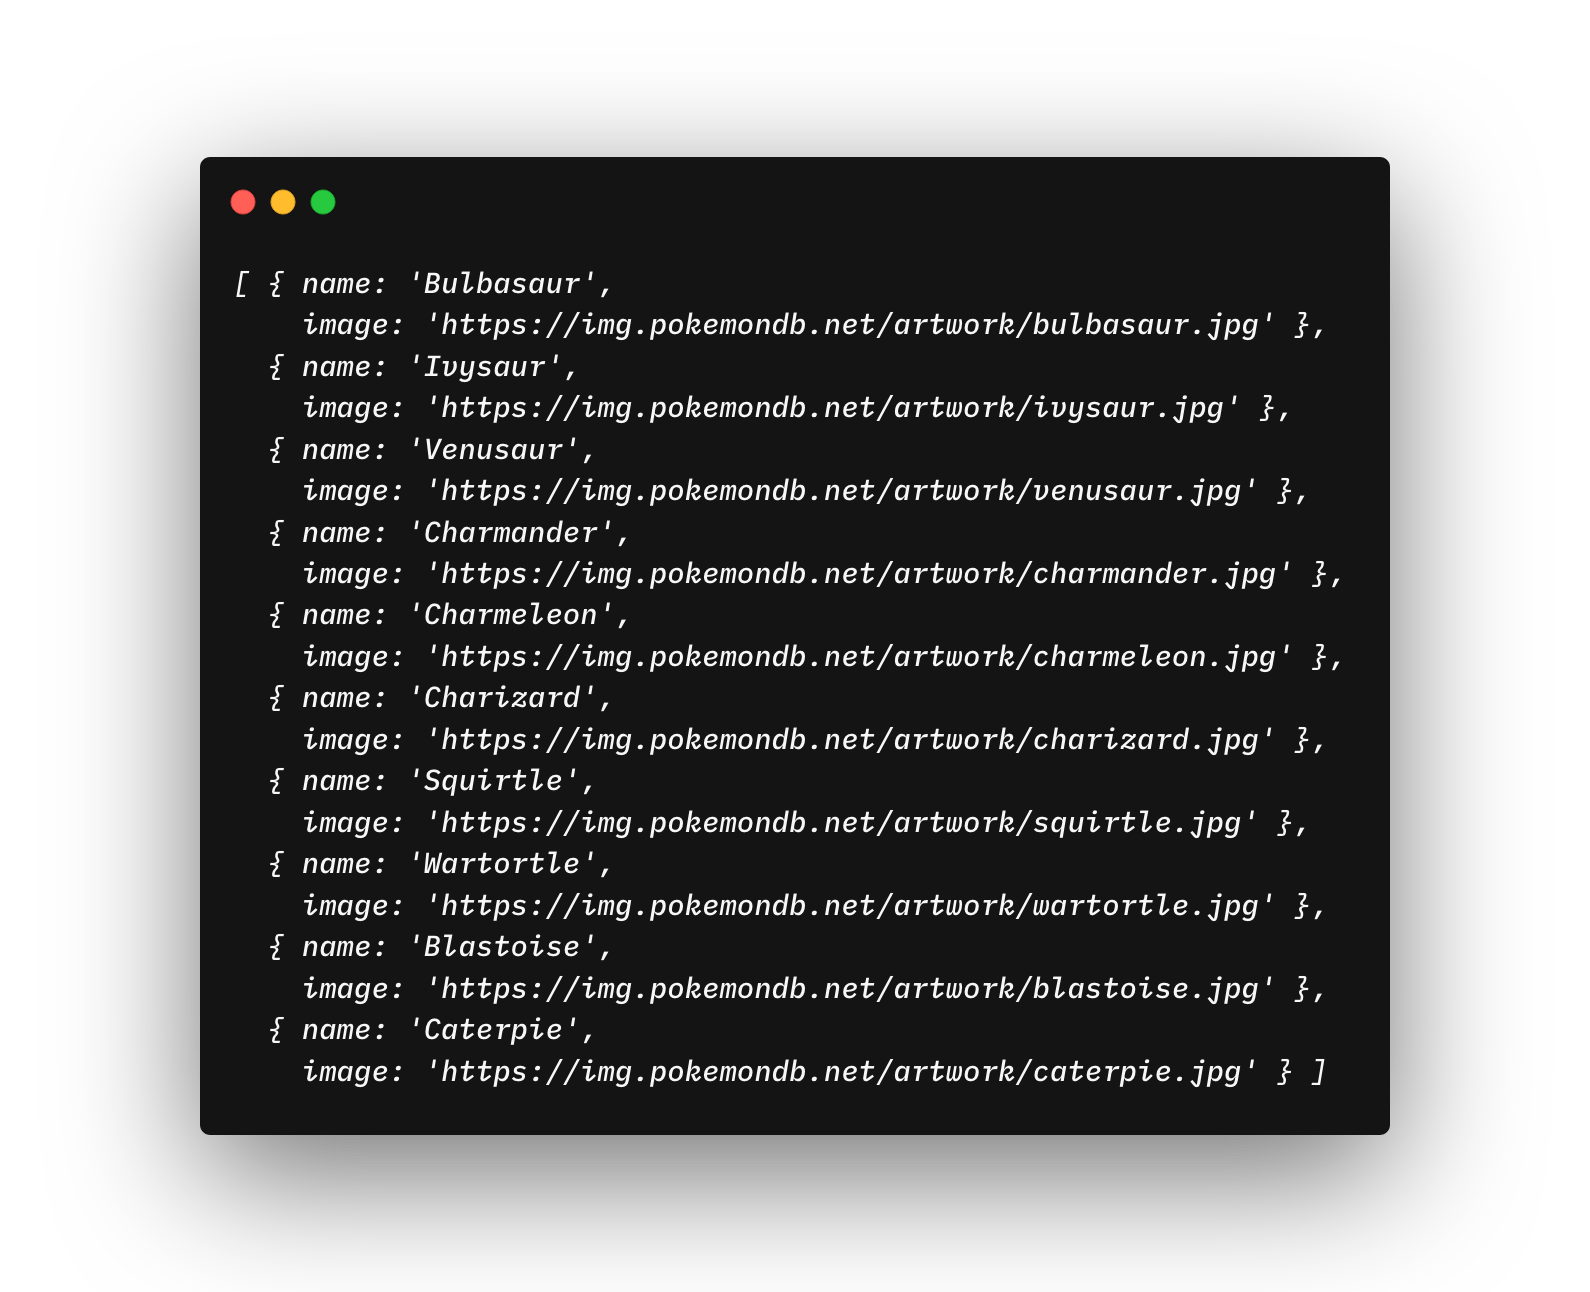 [ { name: 'Bulbasaur',
    image: 'https://img.pokemondb.net/artwork/bulbasaur.jpg' },
  { name: 'Ivysaur',
    image: 'https://img.pokemondb.net/artwork/ivysaur.jpg' },
  { name: 'Venusaur',
    image: 'https://img.pokemondb.net/artwork/venusaur.jpg' },
  { name: 'Charmander',
    image: 'https://img.pokemondb.net/artwork/charmander.jpg' },
  { name: 'Charmeleon',
    image: 'https://img.pokemondb.net/artwork/charmeleon.jpg' },
  { name: 'Charizard',
    image: 'https://img.pokemondb.net/artwork/charizard.jpg' },
  { name: 'Squirtle',
    image: 'https://img.pokemondb.net/artwork/squirtle.jpg' },
  { name: 'Wartortle',
    image: 'https://img.pokemondb.net/artwork/wartortle.jpg' },
  { name: 'Blastoise',
    image: 'https://img.pokemondb.net/artwork/blastoise.jpg' },
  { name: 'Caterpie',
    image: 'https://img.pokemondb.net/artwork/caterpie.jpg' } ]